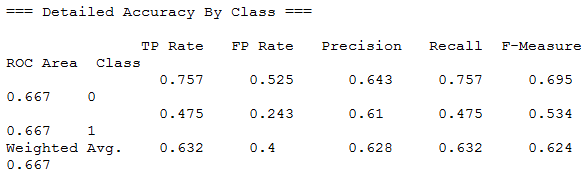 === Detailed Accuracy By Class ===
TP Rate FP Rate Precision Recall F-Measure
ROC Area Class
0.757 0.525 0.643 0.757 0.695
0.667 0
0.475 0.243 0.61 0.475 0.534
0.667 1
Weighted Avg. 0.632 0.4 0.628 0.632 0.624
0.667